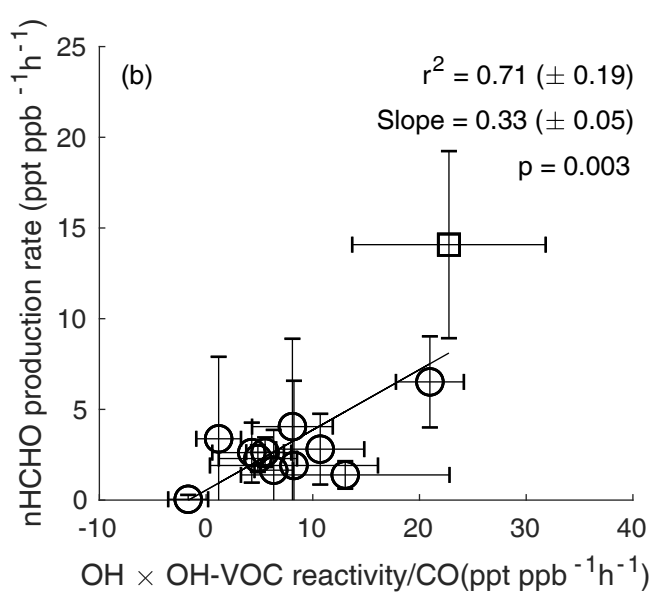 25
(b)
r² = 0.71 (± 0.19)
Slope = 0.33 (± 0.05)
20
p = 0.003
15
10
5
0
-10 0 10 20 30 40
nHCHO production rate (ppt ppb⁻¹h⁻¹)
OH × OH-VOC reactivity/CO(ppt ppb⁻¹h⁻¹)